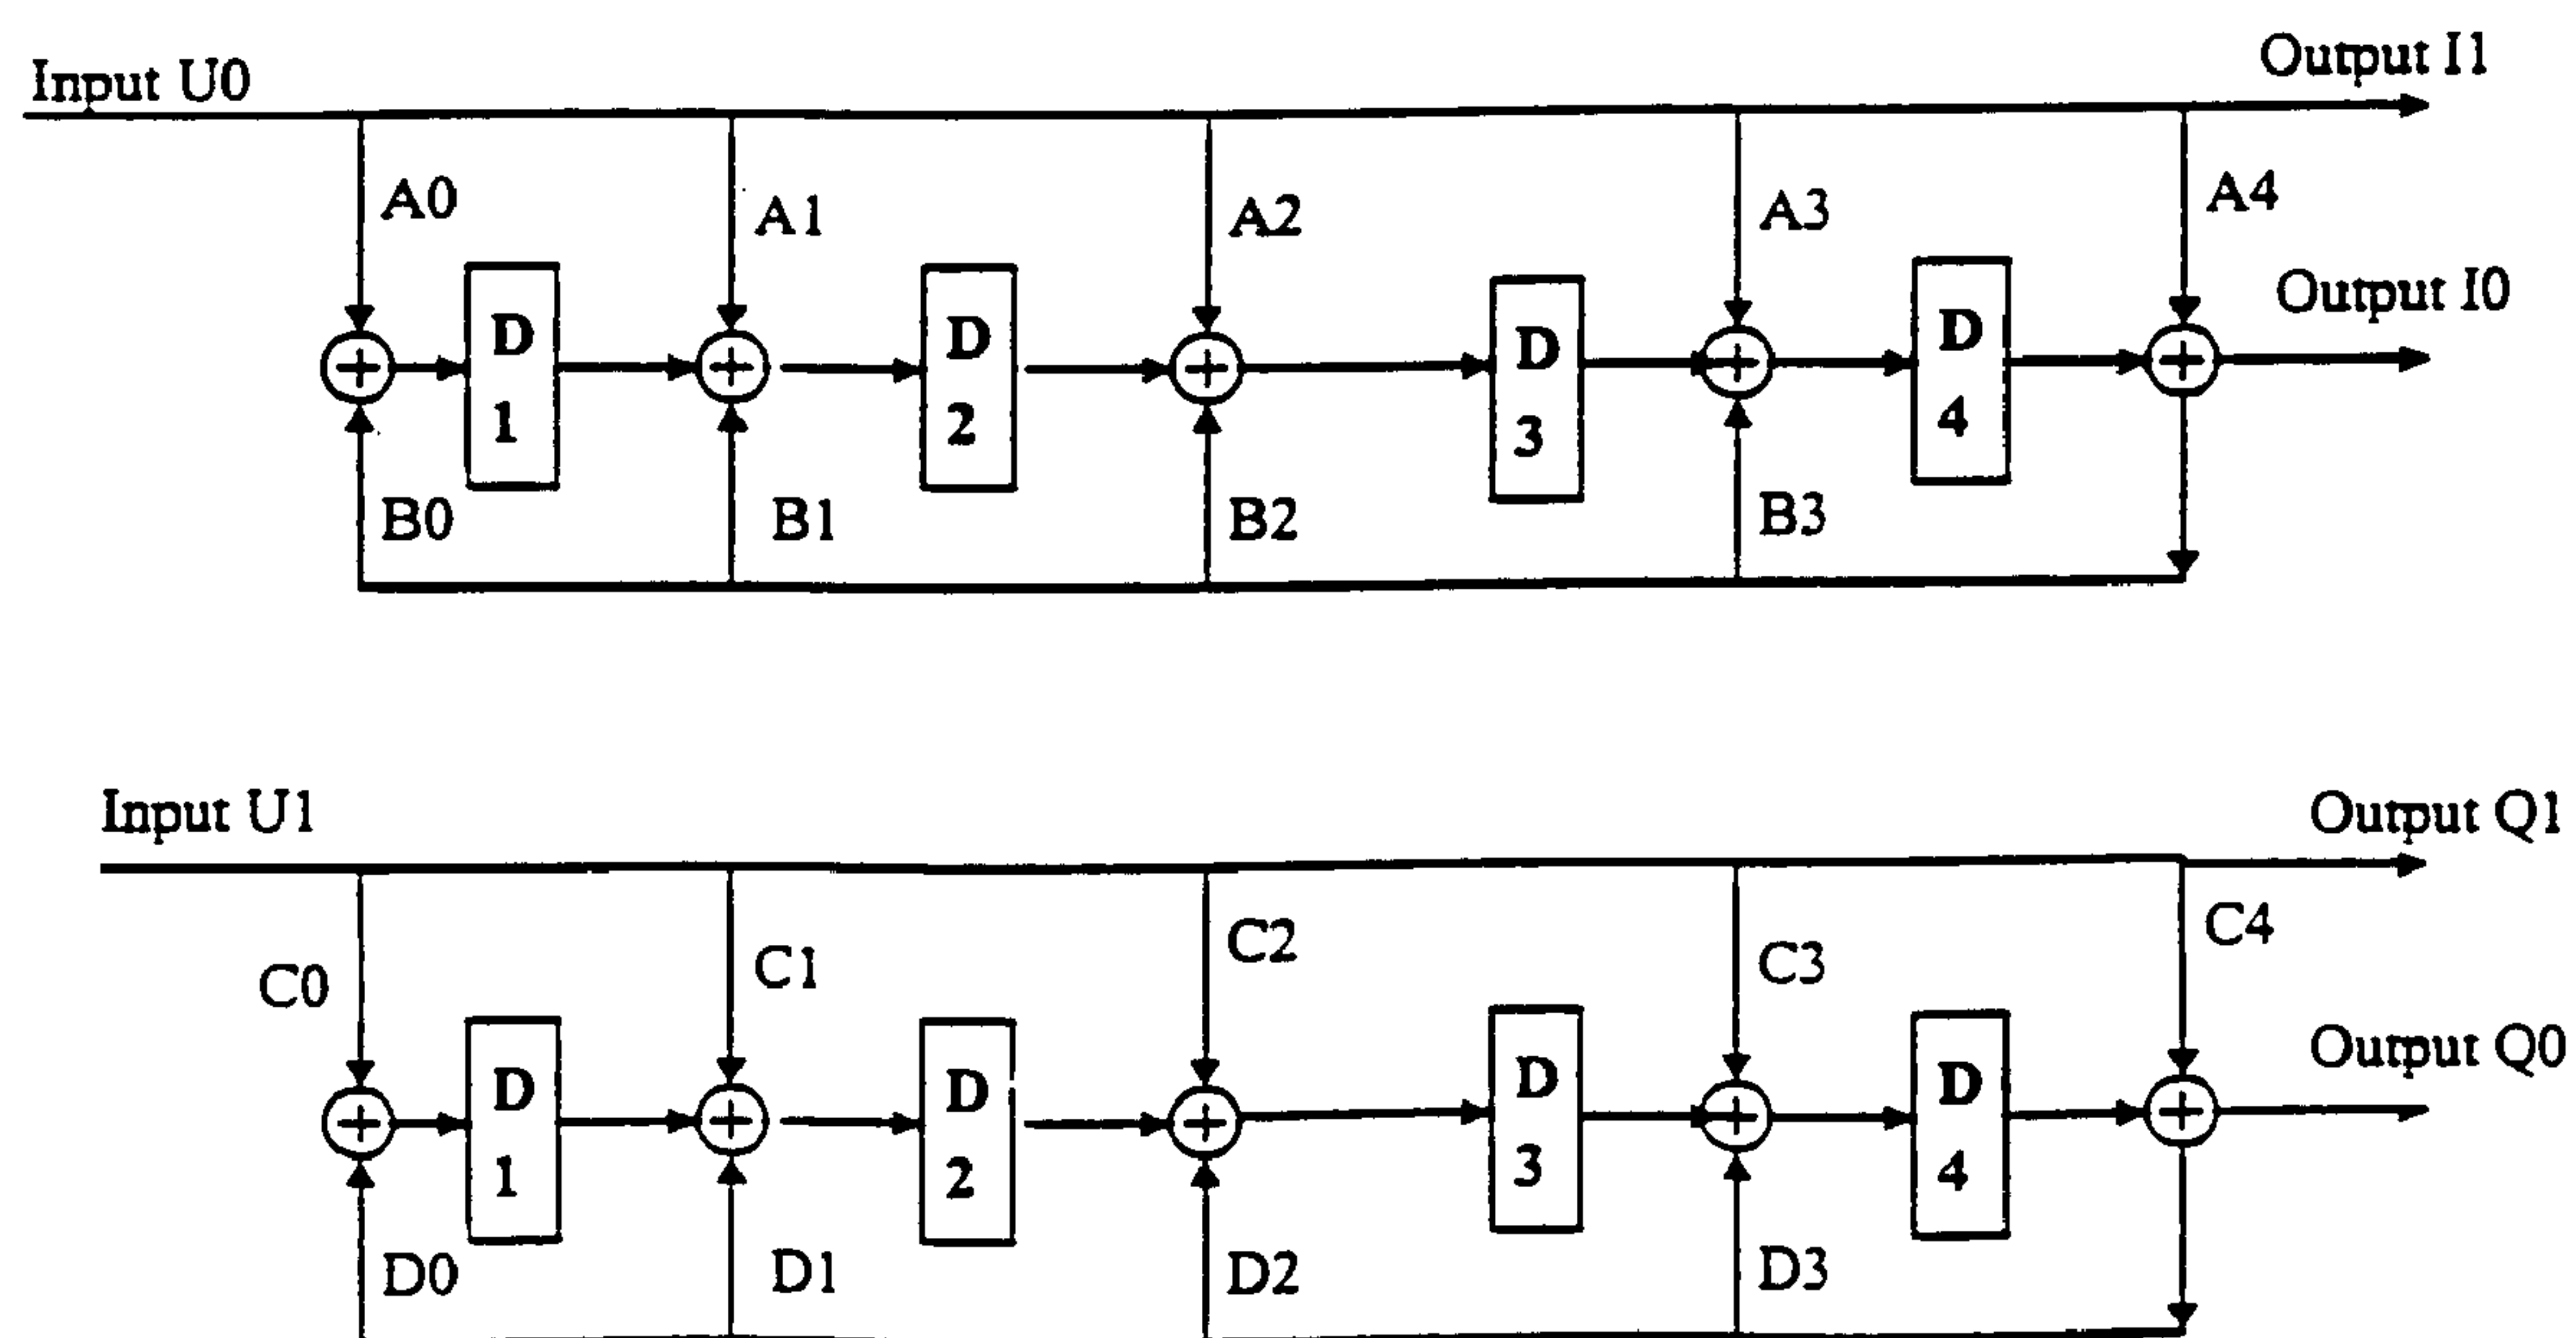 Input U0
Output I1
A0
A1
A2
A3
A4
Output I0
D
1
D
2
D
3
D
4
B0
B1
B2
B3
Input U1
Output Q1
C0
C1
C2
C3
C4
Output Q0
D
1
D
2
D
3
D
4
D0
D1
D2
D3